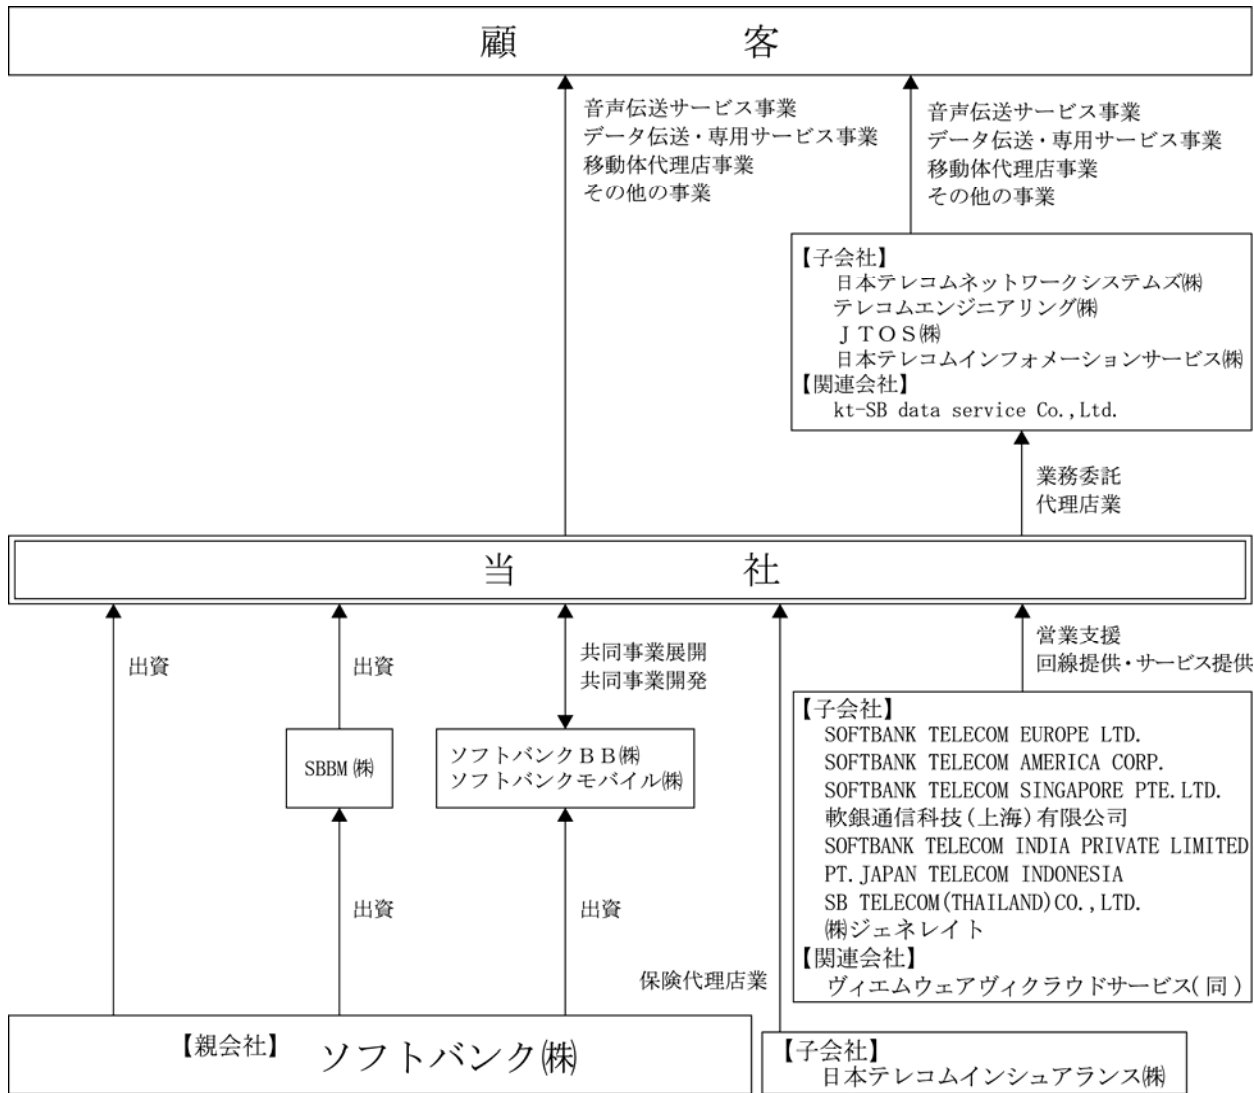 顧客
音声伝送サービス事業
データ伝送・専用サービス事業
移動体代理店事業
その他の事業
音声伝送サービス事業
データ伝送・専用サービス事業
移動体代理店事業
その他の事業
【子会社】
日本テレコムネットワークシステムズ㈱
テレコムエンジニアリング㈱
ＪＴＯＳ㈱
日本テレコムインフォメーションサービス㈱
【関連会社】
kt-SB data service Co.,Ltd.
業務委託
代理店業
当社
出資
出資
共同事業展開
共同事業開発
営業支援
回線提供・サービス提供
SBBM㈱
ソフトバンクＢＢ㈱
ソフトバンクモバイル㈱
【子会社】
SOFTBANK TELECOM EUROPE LTD.
SOFTBANK TELECOM AMERICA CORP.
SOFTBANK TELECOM SINGAPORE PTE.LTD.
軟銀通信科技(上海)有限公司
SOFTBANK TELECOM INDIA PRIVATE LIMITED
PT.JAPAN TELECOM INDONESIA
SB TELECOM(THAILAND)CO.,LTD.
㈱ジェネレイト
【関連会社】
ヴィエムウェアヴィクラウドサービス(同)
出資
出資
保険代理店業
【親会社】 ソフトバンク㈱
【子会社】
日本テレコムインシュアランス㈱